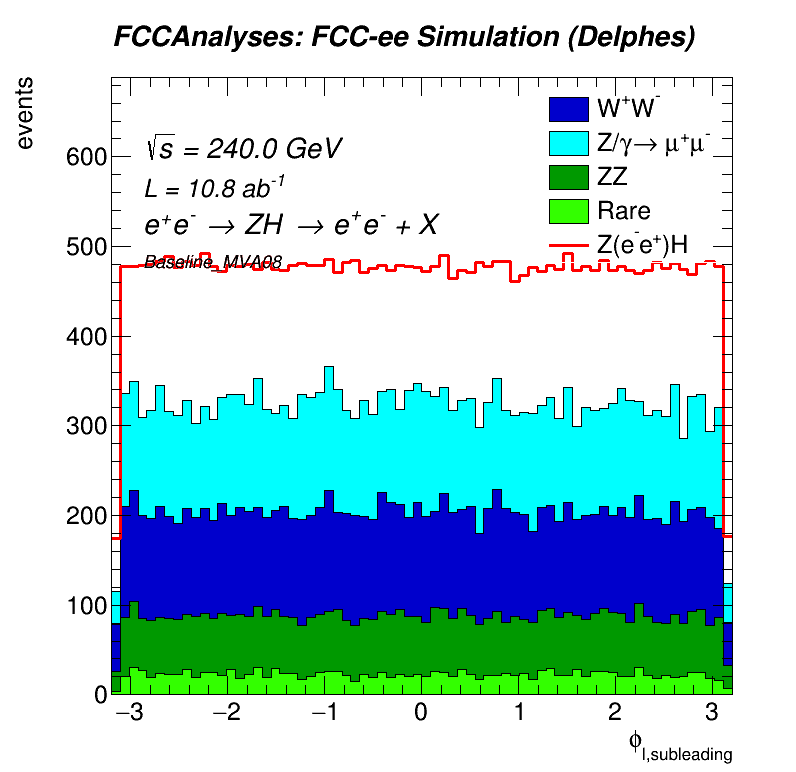 FCCAnalyses: FCC-ee Simulation (Delphes)
events
√s = 240.0 GeV
L = 10.8 ab⁻¹
e⁺e⁻ → ZH → e⁺e⁻ + X
Baseline_MVA08
W⁺W⁻
Z/γ→ μ⁺μ⁻
ZZ
Rare
Z(e⁻e⁺)H
600
500
400
300
200
100
0
−3 −2 −1 0 1 2 3
ϕ_l,subleading